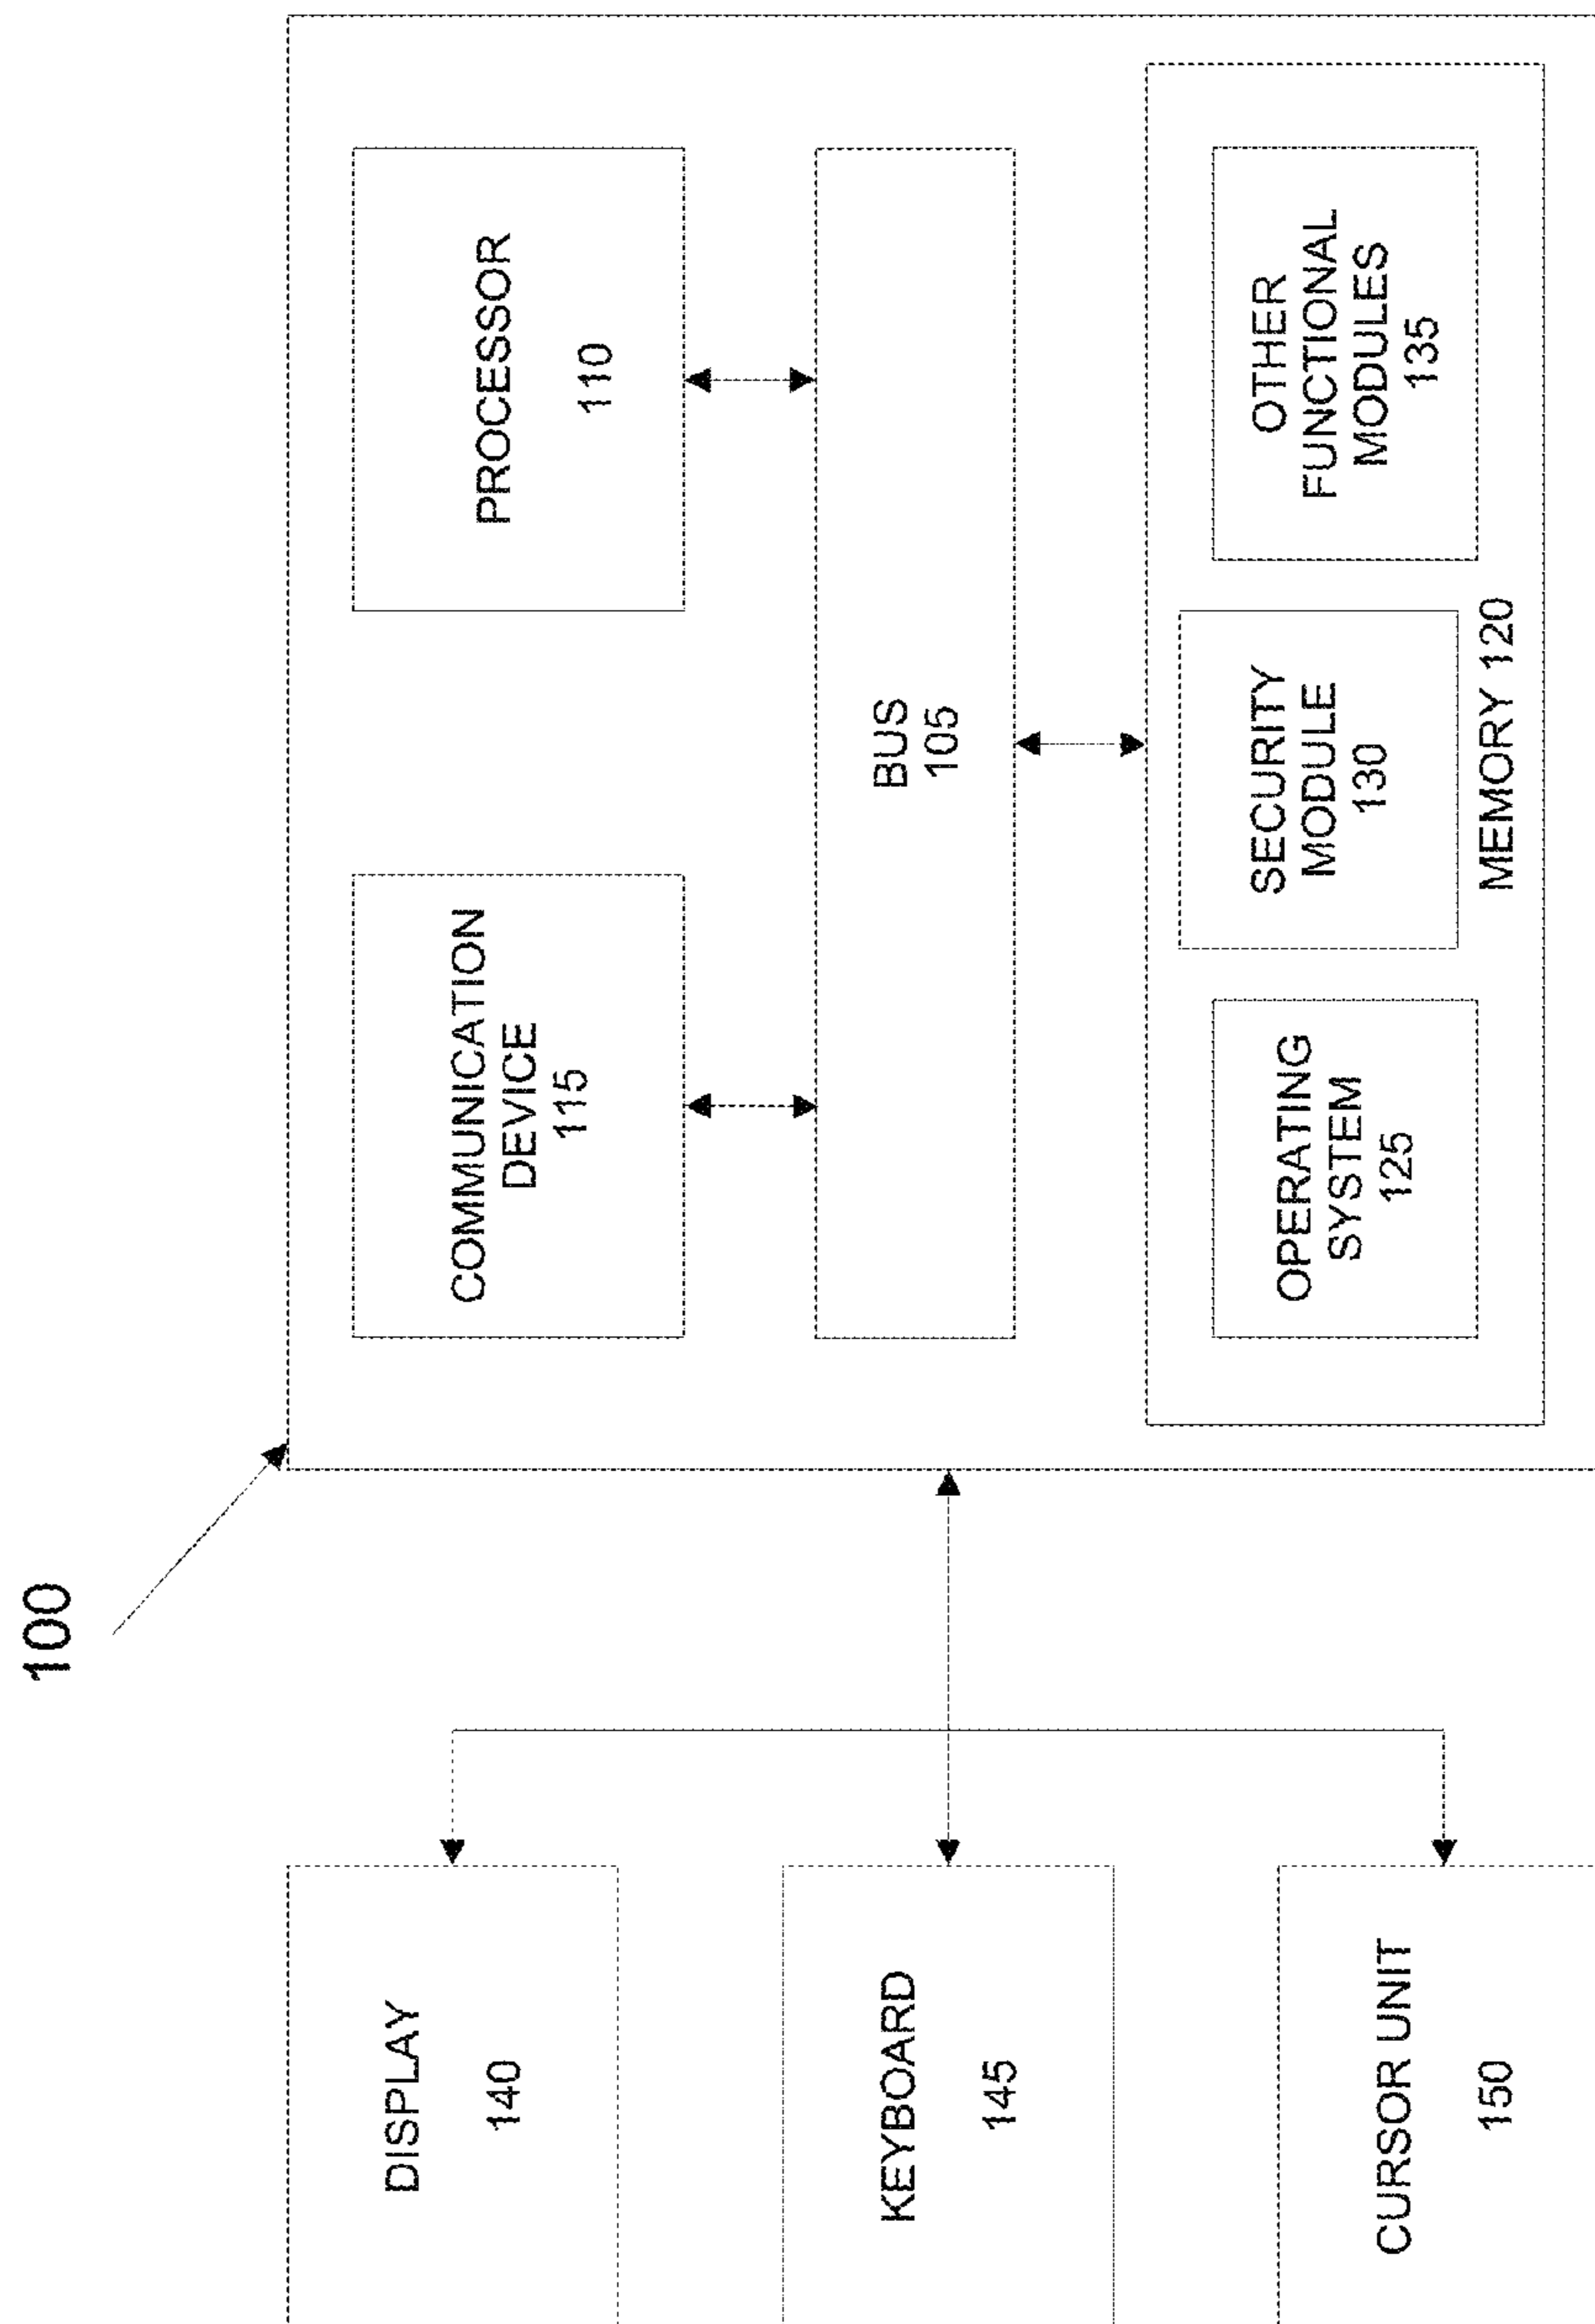 100
DISPLAY
140
KEYBOARD
145
CURSOR UNIT
150
COMMUNICATION
DEVICE
115
PROCESSOR
110
BUS
105
OPERATING
SYSTEM
125
SECURITY
MODULE
130
OTHER
FUNCTIONAL
MODULES
135
MEMORY 120